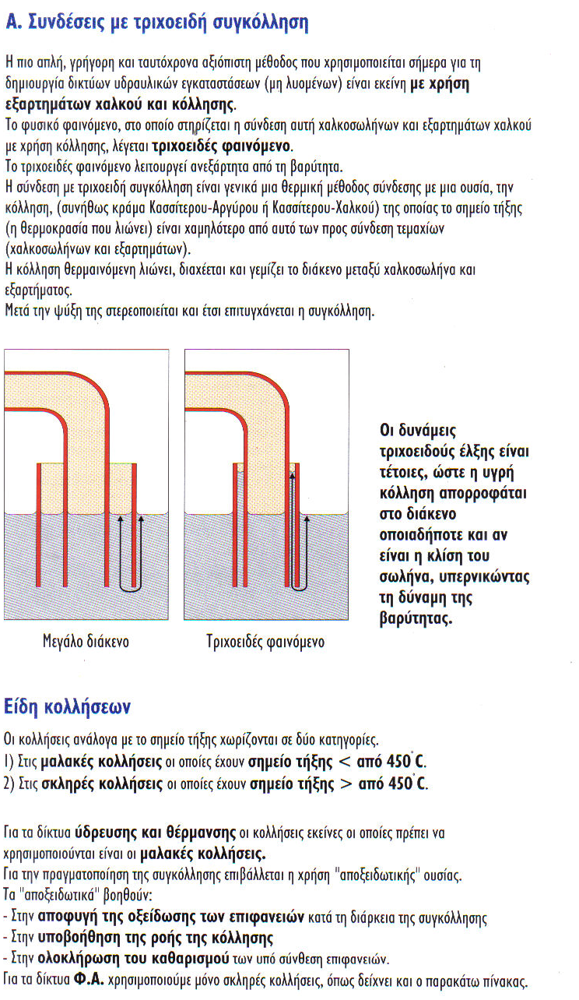 Α. Συνδέσεις με τριχοειδή συγκόλληση
Η πιο απλή, γρήγορη και ταυτόχρονα αξιόπιστη μέθοδος που χρησιμοποιείται σήμερα για τη
δημιουργία δικτύων υδραυλικών εγκαταστάσεων (μη λυομένων) είναι εκείνη με χρήση
εξαρτημάτων χαλκού και κόλλησης.
Το φυσικό φαινόμενο, στο οποίο στηρίζεται η σύνδεση αυτή χαλκοσωλήνων και εξαρτημάτων χαλκού
με χρήση κόλλησης, λέγεται τριχοειδές φαινόμενο.
Το τριχοειδές φαινόμενο λειτουργεί ανεξάρτητα από τη βαρύτητα.
Η σύνδεση με τριχοειδή συγκόλληση είναι γενικά μια θερμική μέθοδος σύνδεσης με μια ουσία, την
κόλληση, (συνήθως κράμα Κασσίτερου-Αργύρου ή Κασσίτερου-Χαλκού) της οποίας το σημείο τήξης
(η θερμοκρασία που λιώνει) είναι χαμηλότερο από αυτό των προς σύνδεση τεμαχίων
(χαλκοσωλήνων και εξαρτημάτων).
Η κόλληση θερμαινόμενη λιώνει, διαχέεται και γεμίζει το διάκενο μεταξύ χαλκοσωλήνα και
εξαρτήματος.
Μετά την ψύξη της στερεοποιείται και έτσι επιτυγχάνεται η συγκόλληση.
Οι δυνάμεις
τριχοειδούς έλξης είναι
τέτοιες, ώστε η υγρή
κόλληση απορροφάται
στο διάκενο
οποιαδήποτε και αν
είναι η κλίση του
σωλήνα, υπερνικώντας
τη δύναμη της
βαρύτητας.
Μεγάλο διάκενο
Τριχοειδές φαινόμενο
Είδη κολλήσεων
Οι κολλήσεις ανάλογα με το σημείο τήξης χωρίζονται σε δύο κατηγορίες.
1) Στις μαλακές κολλήσεις οι οποίες έχουν σημείο τήξης < από 450°C.
2) Στις σκληρές κολλήσεις οι οποίες έχουν σημείο τήξης > από 450°C.
Για τα δίκτυα ύδρευσης και θέρμανσης οι κολλήσεις εκείνες οι οποίες πρέπει να
χρησιμοποιούνται είναι οι μαλακές κολλήσεις.
Για την πραγματοποίηση της συγκόλλησης επιβάλλεται η χρήση "αποξειδωτικής" ουσίας.
Τα "αποξειδωτικά" βοηθούν:
- Στην αποφυγή της οξείδωσης των επιφανειών κατά τη διάρκεια της συγκόλλησης
- Στην υποβοήθηση της ροής της κόλλησης
- Στην ολοκλήρωση του καθαρισμού των υπό σύνθεση επιφανειών.
Για τα δίκτυα Φ.Α. χρησιμοποιούμε μόνο σκληρές κολλήσεις, όπως δείχνει και ο παρακάτω πίνακας.